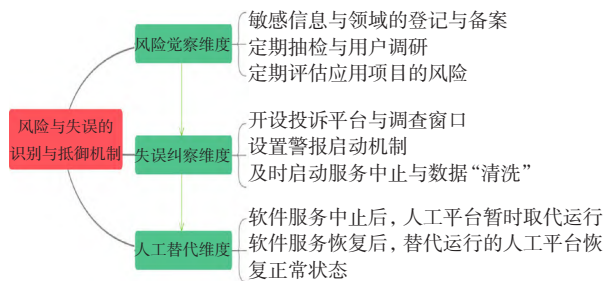 敏感信息与领域的登记与备案
风险觉察维度
定期抽检与用户调研
定期评估应用项目的风险
风险与失误的
识别与抵御机制
开设投诉平台与调查窗口
失误纠察维度
设置警报启动机制
及时启动服务中止与数据“清洗”
软件服务中止后，人工平台暂时取代运行
人工替代维度
软件服务恢复后，替代运行的人工平台恢
复正常状态